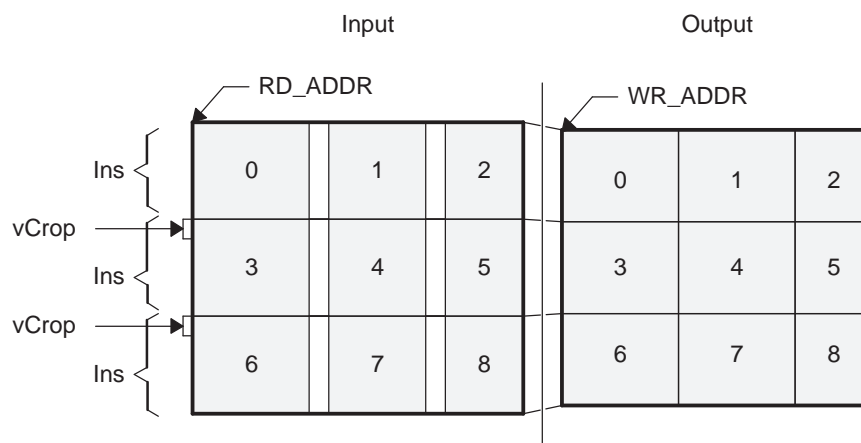 Input Output
RD_ADDR
WR_ADDR
Ins 0 1 2 0 1 2
vCrop
Ins 3 4 5 3 4 5
vCrop
Ins 6 7 8 6 7 8